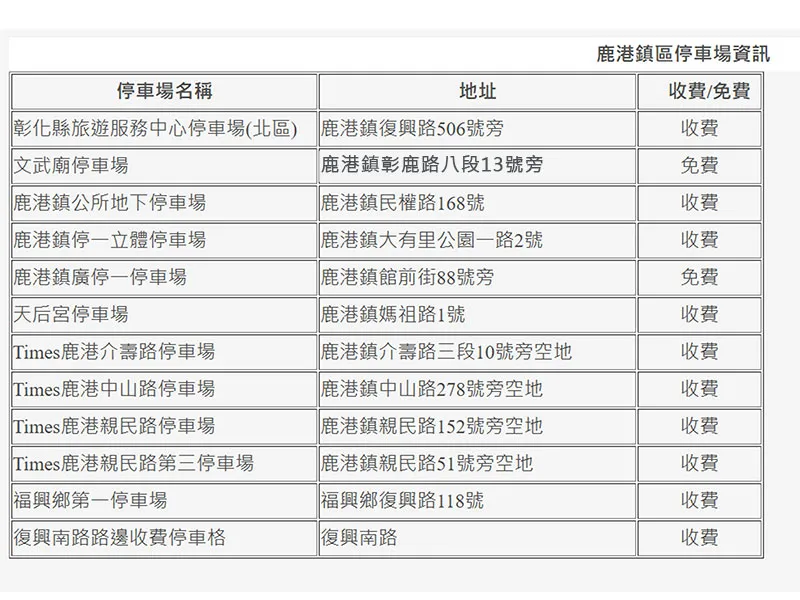 鹿港鎮區停車場資訊
停車場名稱 地址 收費/免費
彰化縣旅遊服務中心停車場(北區) 鹿港鎮復興路506號旁 收費
文武廟停車場 鹿港鎮彰鹿路八段13號旁 免費
鹿港鎮公所地下停車場 鹿港鎮民權路168號 收費
鹿港鎮停一立體停車場 鹿港鎮大有里公園一路2號 收費
鹿港鎮廣停一停車場 鹿港鎮館前街88號旁 免費
天后宮停車場 鹿港鎮媽祖路1號 收費
Times鹿港介壽路停車場 鹿港鎮介壽路三段10號旁空地 收費
Times鹿港中山路停車場 鹿港鎮中山路278號旁空地 收費
Times鹿港親民路停車場 鹿港鎮親民路152號旁空地 收費
Times鹿港親民路第三停車場 鹿港鎮親民路51號旁空地 收費
福興鄉第一停車場 福興鄉復興路118號 收費
復興南路路邊收費停車格 復興南路 收費